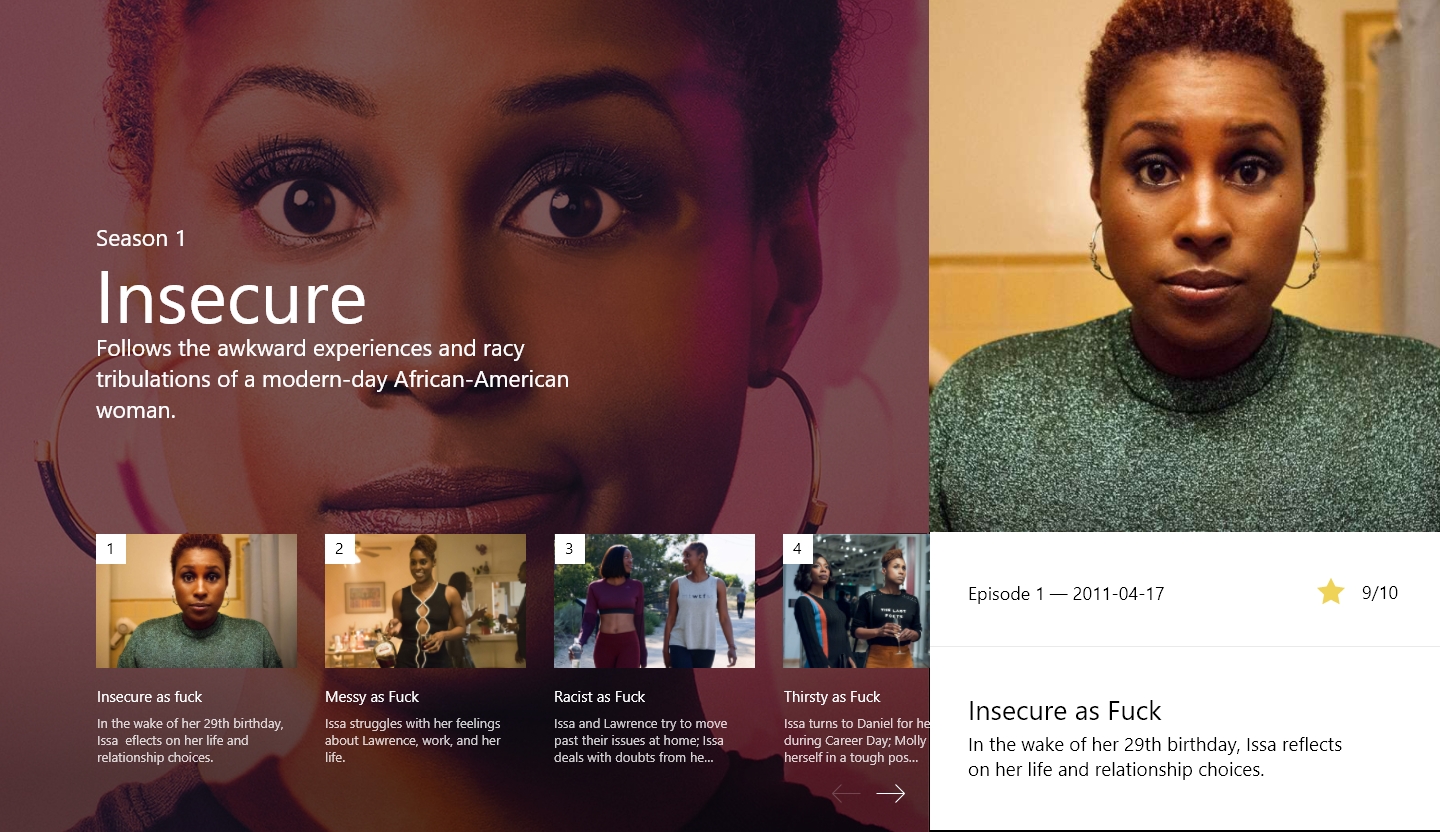 Season 1
Insecure
Follows the awkward experiences and racy
tribulations of a modern-day African-American
woman.
1
Insecure as fuck
In the wake of her 29th birthday,
Issa  eflects on her life and
relationship choices.
2
Messy as Fuck
Issa struggles with her feelings
about Lawrence, work, and her
life.
3
Racist as Fuck
Issa and Lawrence try to move
past their issues at home; Issa
deals with doubts from he...
4
THE LAST
POETS
Thirsty as Fuck
Issa turns to Daniel for he
during Career Day; Molly
herself in a tough pos...
Episode 1 — 2011-04-17
9/10
Insecure as Fuck
In the wake of her 29th birthday, Issa reflects
on her life and relationship choices.